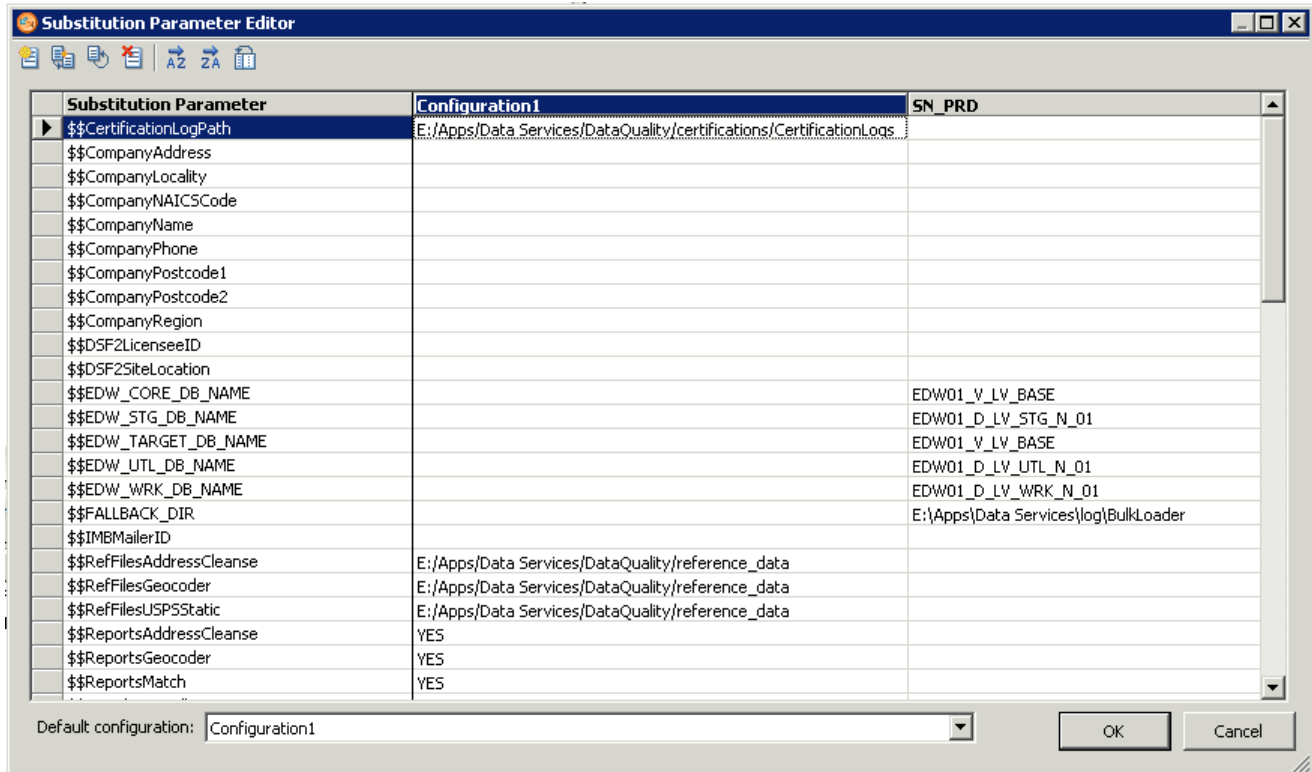 Substitution Parameter Editor
Substitution Parameter Configuration1 SN_PRD
$$CertificationLogPath E:/Apps/Data Services/DataQuality/certifications/CertificationLogs
$$CompanyAddress
$$CompanyLocality
$$CompanyNAICSCode
$$CompanyName
$$CompanyPhone
$$CompanyPostcode1
$$CompanyPostcode2
$$CompanyRegion
$$DSF2LicenseeID
$$DSF2SiteLocation
$$EDW_CORE_DB_NAME EDW01_V_LV_BASE
$$EDW_STG_DB_NAME EDW01_D_LV_STG_N_01
$$EDW_TARGET_DB_NAME EDW01_V_LV_BASE
$$EDW_UTL_DB_NAME EDW01_D_LV_UTL_N_01
$$EDW_WRK_DB_NAME EDW01_D_LV_WRK_N_01
$$FALLBACK_DIR E:\Apps\Data Services\log\BulkLoader
$$IMBMailerID
$$RefFilesAddressCleanse E:/Apps/Data Services/DataQuality/reference_data
$$RefFilesGeocoder E:/Apps/Data Services/DataQuality/reference_data
$$RefFilesUSPSStatic E:/Apps/Data Services/DataQuality/reference_data
$$ReportsAddressCleanse YES
$$ReportsGeocoder YES
$$ReportsMatch YES
Default configuration: Configuration1 OK Cancel